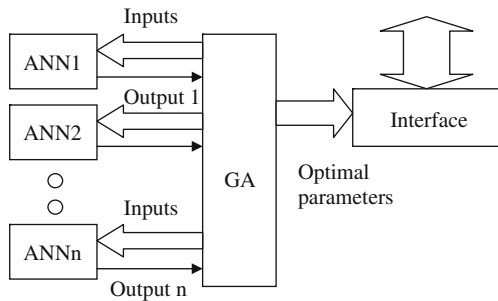 Inputs
ANN1
Output 1
ANN2
Interface
GA
Optimal
parameters
Inputs
ANNn
Output n